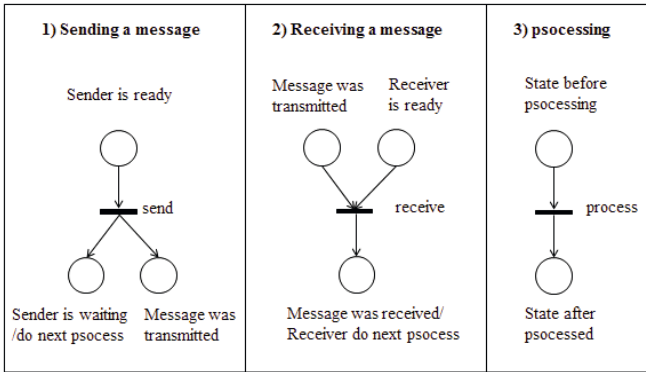 1) Sending a message
Sender is ready
send
Sender is waiting
/do next psocess
Message was
transmitted
2) Receiving a message
Message was
transmitted
Receiver
is ready
receive
Message was received/
Receiver do next psocess
3) psocessing
State before
psocessing
process
State after
psocessed